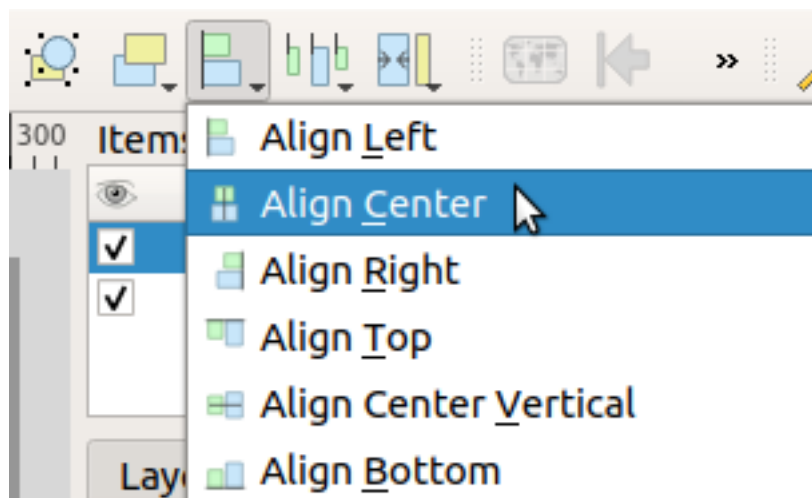 »
300
Items
Align Left
Align Center
Align Right
Align Top
Align Center Vertical
Align Bottom